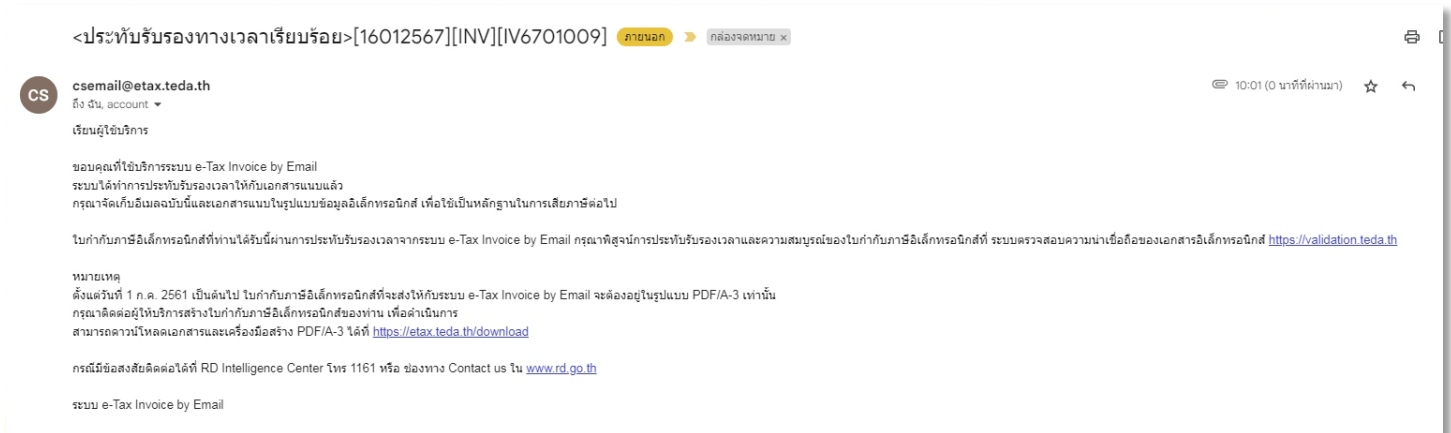 <ประทับรับรองทางเวลาเรียบร้อย>[16012567][INV][IV6701009] ภายนอก กล่องจดหมาย ×
CS
csemail@etax.teda.th
10:01 (0 นาทีที่ผ่านมา)
ถึง ฉัน, account
เรียนผู้ใช้บริการ
ขอบคุณที่ใช้บริการระบบ e-Tax Invoice by Email
ระบบได้ทำการประทับรับรองเวลาให้กับเอกสารแนบแล้ว
กรุณาจัดเก็บอีเมลฉบับนี้และเอกสารแนบในรูปแบบข้อมูลอิเล็กทรอนิกส์ เพื่อใช้เป็นหลักฐานในการเสียภาษีต่อไป
ใบกำกับภาษีอิเล็กทรอนิกส์ที่ท่านได้รับนี้ผ่านการประทับรับรองเวลาจากระบบ e-Tax Invoice by Email กรุณาพิสูจน์การประทับรับรองเวลาและความสมบูรณ์ของใบกำกับภาษีอิเล็กทรอนิกส์ที่ ระบบตรวจสอบความน่าเชื่อถือของเอกสารอิเล็กทรอนิกส์ https://validation.teda.th
หมายเหตุ
ตั้งแต่วันที่ 1 ก.ค. 2561 เป็นต้นไป ใบกำกับภาษีอิเล็กทรอนิกส์ที่จะส่งให้กับระบบ e-Tax Invoice by Email จะต้องอยู่ในรูปแบบ PDF/A-3 เท่านั้น
กรุณาติดต่อผู้ให้บริการสร้างใบกำกับภาษีอิเล็กทรอนิกส์ของท่าน เพื่อดำเนินการ
สามารถดาวน์โหลดเอกสารและเครื่องมือสร้าง PDF/A-3 ได้ที่ https://etax.teda.th/download
กรณีมีข้อสงสัยติดต่อได้ที่ RD Intelligence Center โทร 1161 หรือ ช่องทาง Contact us ใน www.rd.go.th
ระบบ e-Tax Invoice by Email